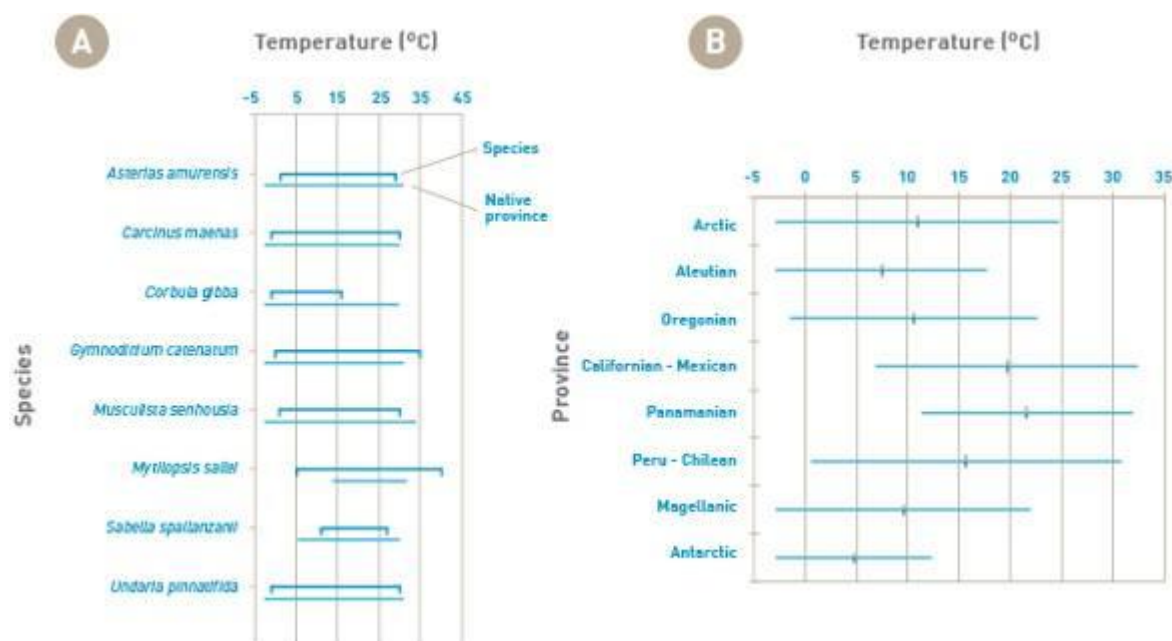 A
Temperature (ºC)
-5 5 15 25 35 45
Species
Asterias amurensis
Native
province
Carcinus maenas
Corbula gibba
Gymnodinium catenatum
Musculista senhousia
Mytilopsis sallei
Sabella spallanzanii
Undaria pinnatifida
Species
B
Temperature (ºC)
-5 0 5 10 15 20 25 30 35
Arctic
Aleutian
Oregonian
Californian - Mexican
Panamanian
Peru - Chilean
Magellanic
Antarctic
Province